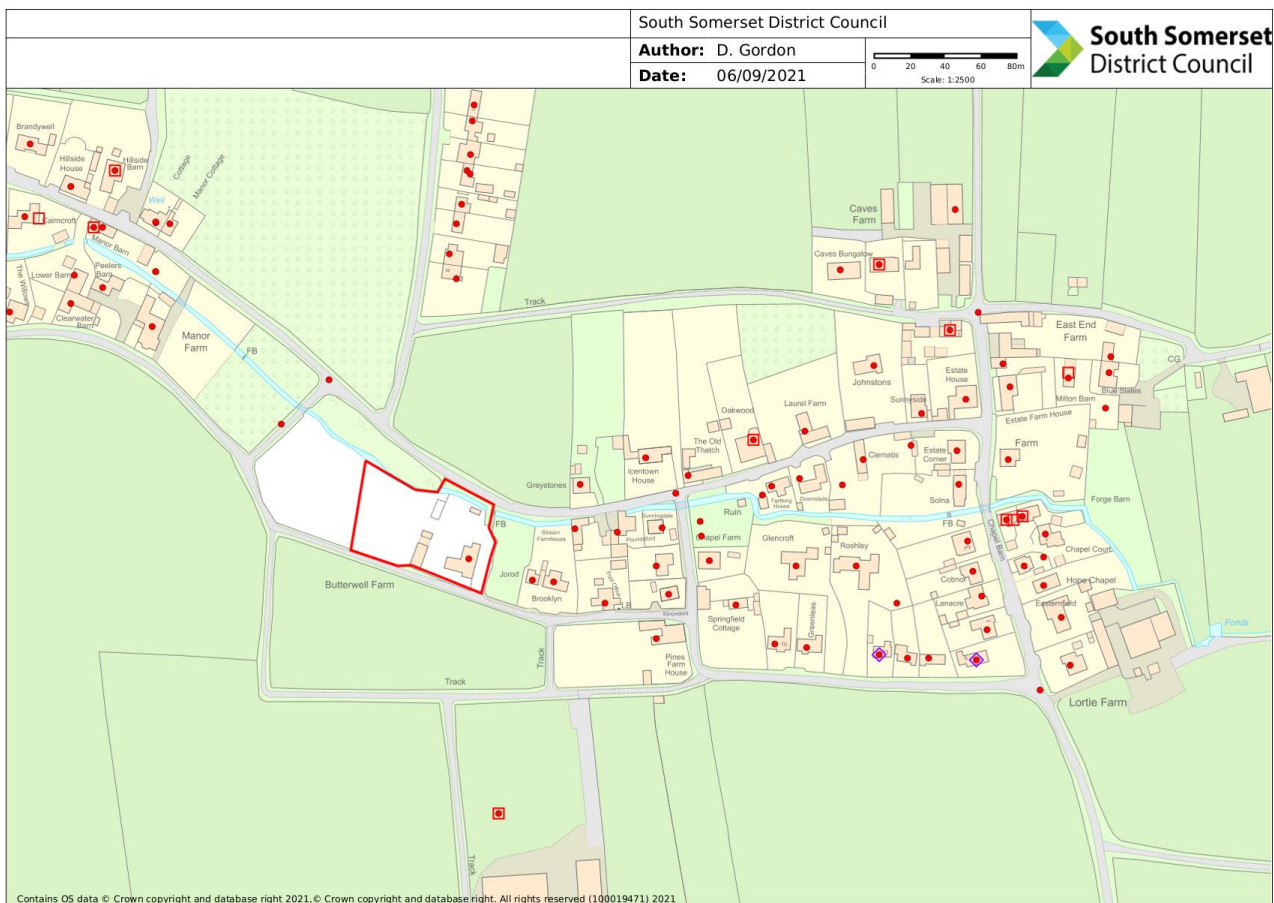 South Somerset District Council
Author: D. Gordon
Date: 06/09/2021
0 20 40 60 80m
Scale: 1:2500
South Somerset
District Council
Brandywell
Hillside
House
Hillside
Barn
Cottage
Manor Cottage
Well
Cairncroft
Manor Barn
Lower Barn
Peelers
Barn
Clearwater
Barn
Manor
Farm
FB
Track
Caves
Farm
Caves Bungalow
East End
Farm
CG
Johnstons
Estate
House
Sunnyside
Blue Slates
Milton Barn
Estate Farm House
Oakwood
Laurel Farm
The Old
Thatch
Clematis
Estate
Corner
Farm
Icentown
House
Greystones
Solna
Forge Barn
Farthing
House
Downslade
Ruin
FB
FB
Stream
Farmhouse
Sunningdale
Poundsford
Chapel Farm
Glencroft
Roshley
Chapel Barn
Chapel Court
Hope Chapel
Butterwell Farm
Jorod
Brooklyn
Post Office
LB
Cobnor
Lanacre
Springfield
Cottage
Greenleas
15
Ponds
Track
Pines
Farm
House
Track
Lortie Farm
Track
Contains OS data © Crown copyright and database right 2021,© Crown copyright and database right. All rights reserved (100019471) 2021